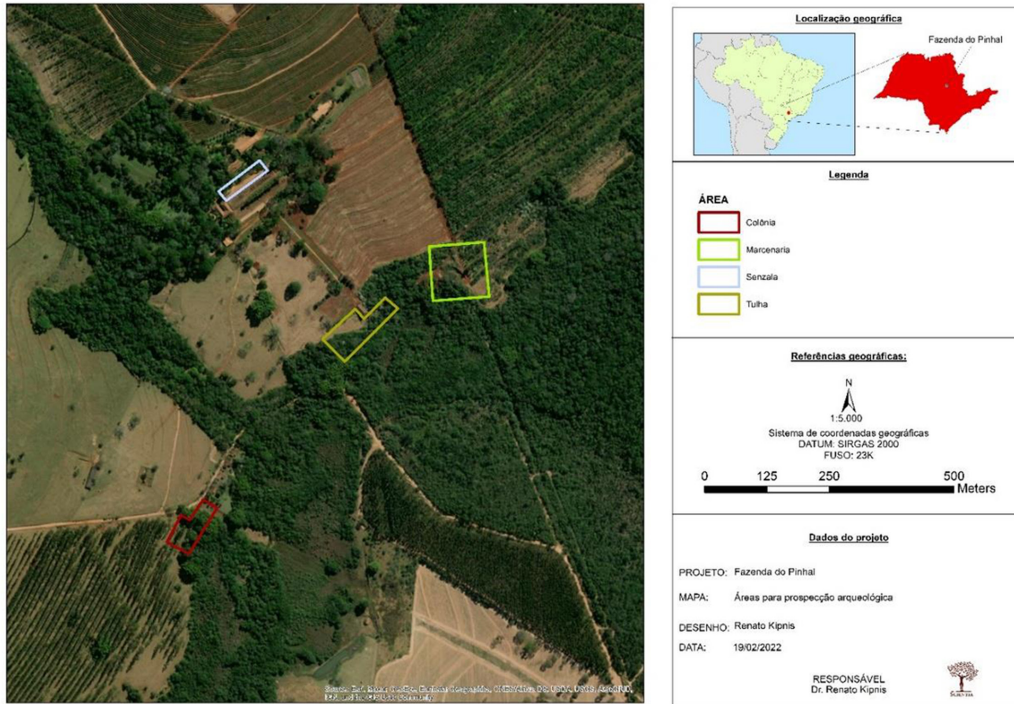 Localização geográfica
Fazenda do Pinhal
Legenda
ÁREA
Colônia
Marcenaria
Senzala
Tulha
Referências geográficas:
N
1:5.000
Sistema de coordenadas geográficas
DATUM: SIRGAS 2000
FUSO: 23K
0 125 250 500
Meters
Dados do projeto
PROJETO: Fazenda do Pinhal
MAPA: Áreas para prospecção arqueológica
DESENHO: Renato Kipnis
DATA: 19/02/2022
RESPONSÁVEL
Dr. Renato Kipnis